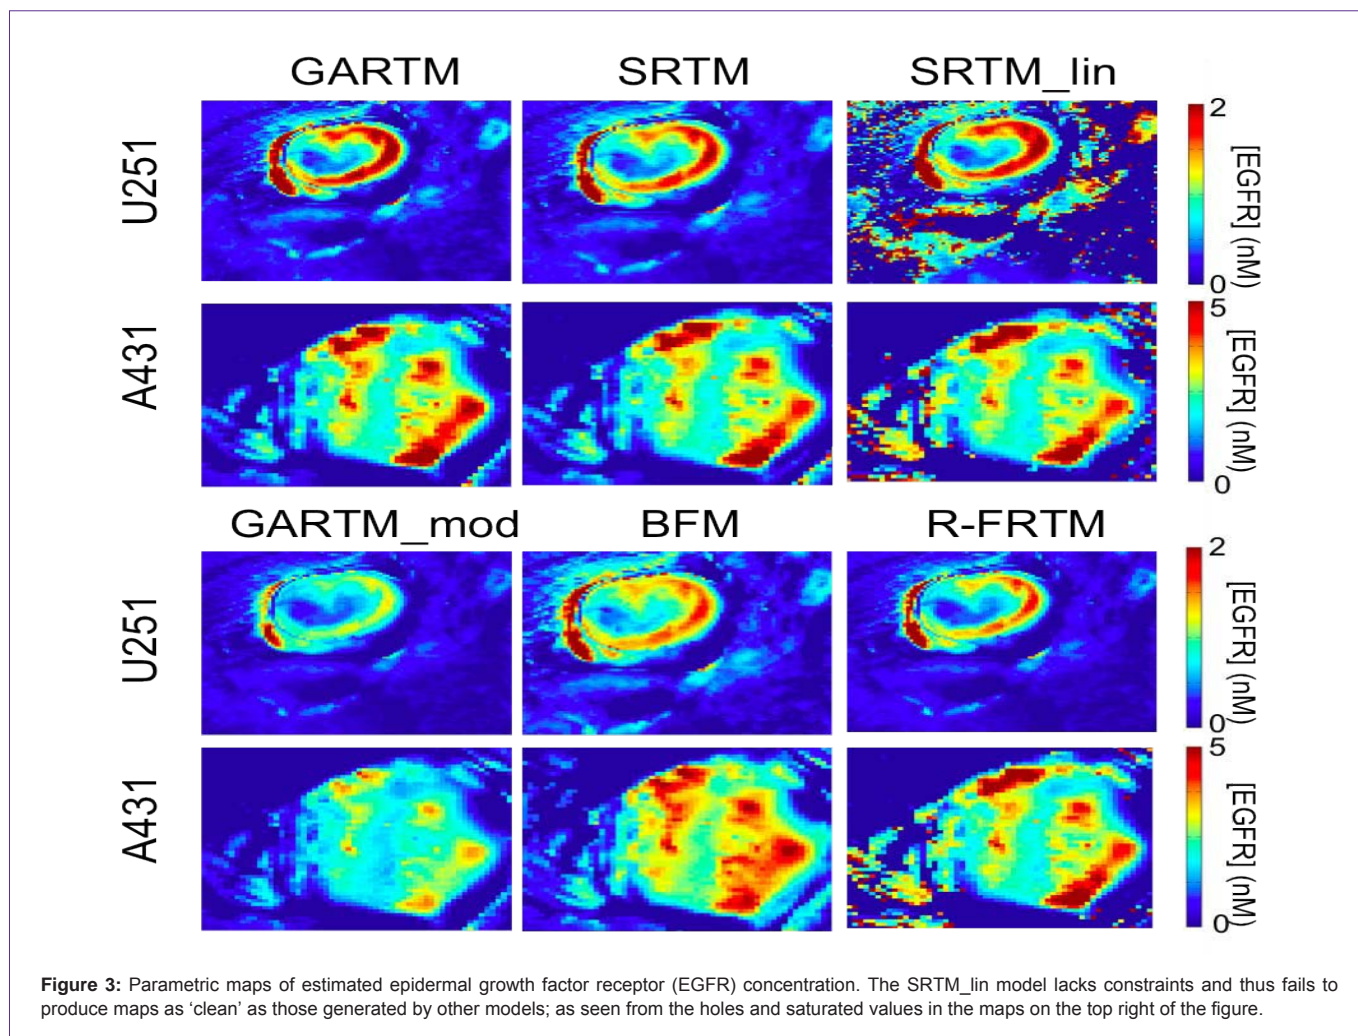 GARTM SRTM SRTM_lin
U251
2
[EGFR] (nM)
0
A431
5
[EGFR] (nM)
0
GARTM_mod BFM R-FRTM
U251
2
[EGFR] (nM)
0
A431
5
[EGFR] (nM)
0
Figure 3: Parametric maps of estimated epidermal growth factor receptor (EGFR) concentration. The SRTM_lin model lacks constraints and thus fails to
produce maps as ‘clean’ as those generated by other models; as seen from the holes and saturated values in the maps on the top right of the figure.